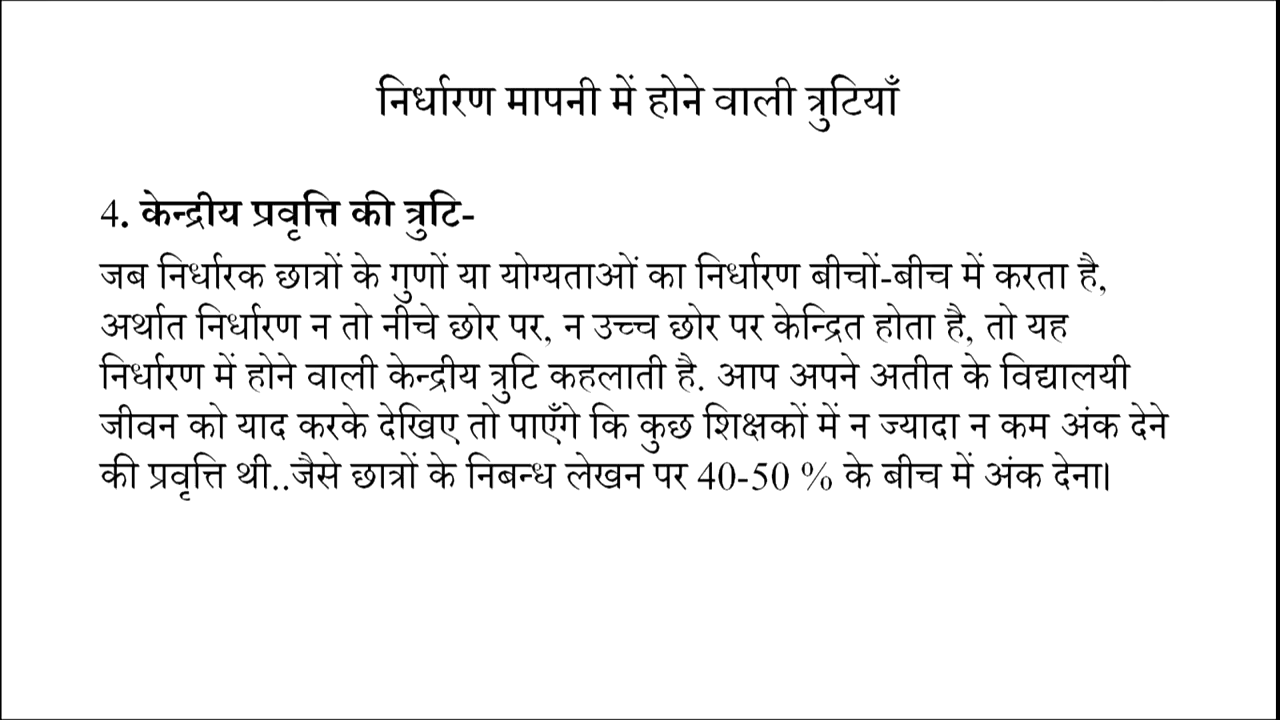 निर्धारण मापनी में होने वाली त्रुटियाँ
4. केन्द्रीय प्रवृत्ति की त्रुटि-
जब निर्धारक छात्रों के गुणों या योग्यताओं का निर्धारण बीचों-बीच में करता है,
अर्थात निर्धारण न तो नीचे छोर पर, न उच्च छोर पर केन्द्रित होता है, तो यह
निर्धारण में होने वाली केन्द्रीय त्रुटि कहलाती है. आप अपने अतीत के विद्यालयी
जीवन को याद करके देखिए तो पाएँगे कि कुछ शिक्षकों में न ज्यादा न कम अंक देने
की प्रवृत्ति थी..जैसे छात्रों के निबन्ध लेखन पर 40-50 % के बीच में अंक देना।